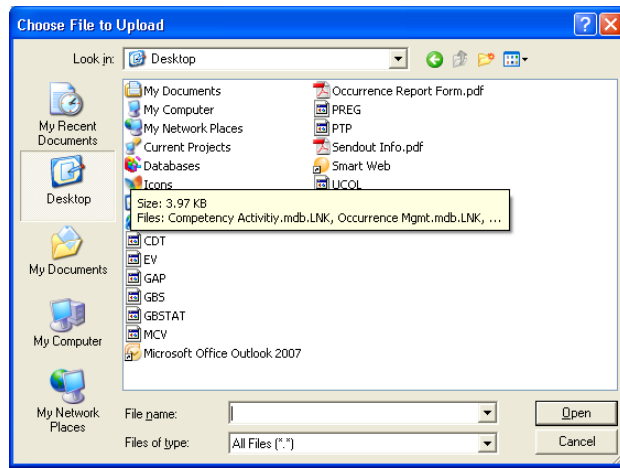 Choose File to Upload
Look in:
Desktop
My Recent
Documents
Desktop
My Documents
My Computer
My Network
Places
My Documents
My Computer
My Network Places
Current Projects
Databases
Icons
CDT
EV
GAP
GBS
GBSTAT
MCV
Microsoft Office Outlook 2007
Occurrence Report Form.pdf
PREG
PTP
Sendout Info.pdf
Smart Web
UCOL
Size: 3.97 KB
Files: Competency Activitiy.mdb.LNK, Occurrence Mgmt.mdb.LNK, ...
File name:
Open
Files of type:
All Files (*.*)
Cancel